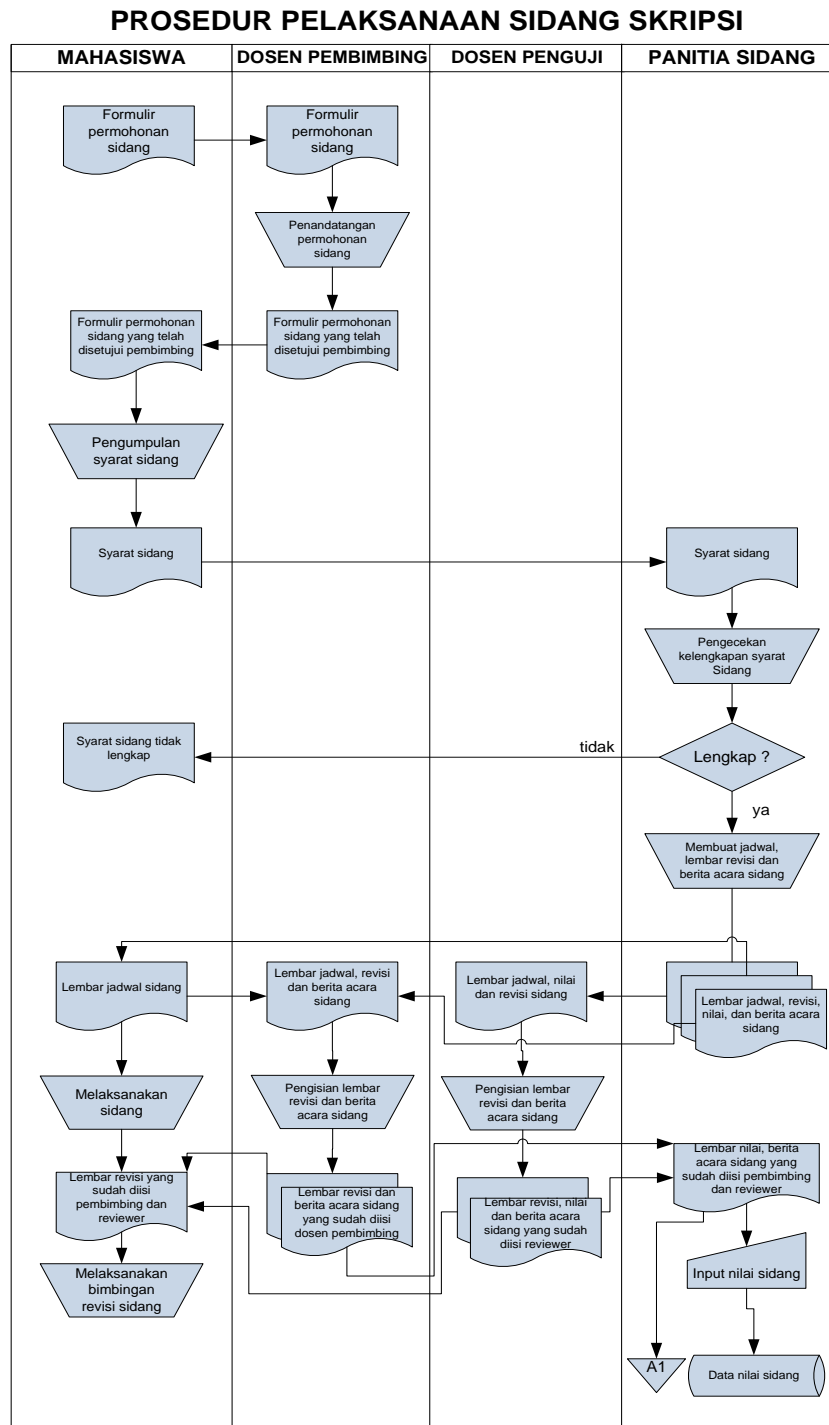 PROSEDUR PELAKSANAAN SIDANG SKRIPSI
MAHASISWA
DOSEN PEMBIMBING
DOSEN PENGUJI
PANITIA SIDANG
Formulir
permohonan
sidang
Formulir
permohonan
sidang
Penandatangan
permohonan
sidang
Formulir permohonan
sidang yang telah
disetujui pembimbing
Formulir permohonan
sidang yang telah
disetujui pembimbing
Pengumpulan
syarat sidang
Syarat sidang
Syarat sidang
Pengecekan
kelengkapan syarat
Sidang
Syarat sidang tidak
lengkap
tidak
Lengkap ?
ya
Membuat jadwal,
lembar revisi dan
berita acara sidang
Lembar jadwal sidang
Lembar jadwal, revisi
dan berita acara
sidang
Lembar jadwal, nilai
dan revisi sidang
Lembar jadwal, revisi,
nilai, dan berita acara
sidang
Melaksanakan
sidang
Pengisian lembar
revisi dan berita
acara sidang
Pengisian lembar
revisi dan berita
acara sidang
Lembar revisi yang
sudah diisi
pembimbing dan
reviewer
Lembar revisi dan
berita acara sidang
yang sudah diisi
dosen pembimbing
Lembar revisi, nilai
dan berita acara
sidang yang sudah
diisi reviewer
Lembar nilai, berita
acara sidang yang
sudah diisi pembimbing
dan reviewer
Melaksanakan
bimbingan
revisi sidang
Input nilai sidang
A1
Data nilai sidang